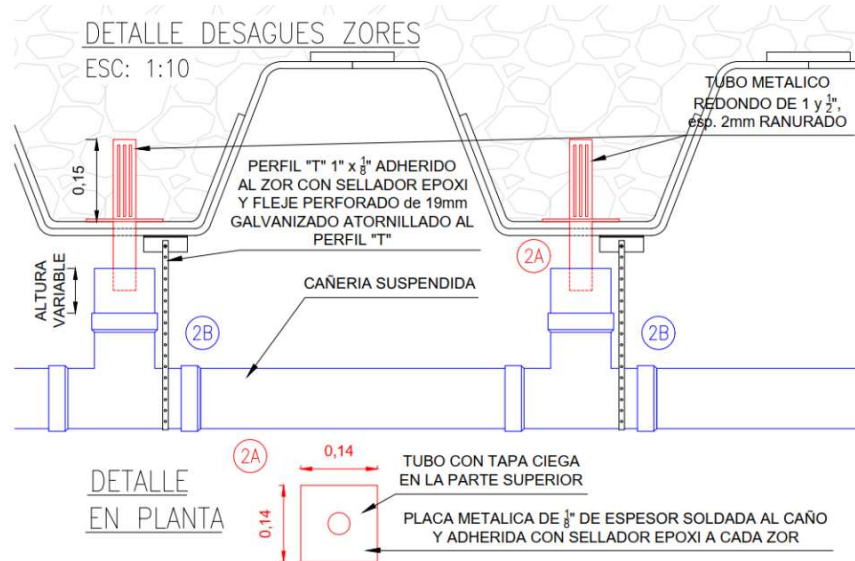 DETALLE DESAGUES ZORES
ESC: 1:10
TUBO METALICO
REDONDO DE 1 y 1/2",
esp. 2mm RANURADO
0,15
PERFIL "T" 1" x 1/8" ADHERIDO
AL ZOR CON SELLADOR EPOXI
Y FLEJE PERFORADO de 19mm
GALVANIZADO ATORNILLADO AL
PERFIL "T"
2A
ALTURA
VARIABLE
CAÑERIA SUSPENDIDA
2B
2B
2A
0,14
DETALLE
EN PLANTA
0,14
TUBO CON TAPA CIEGA
EN LA PARTE SUPERIOR
PLACA METALICA DE 1/8" DE ESPESOR SOLDADA AL CAÑO
Y ADHERIDA CON SELLADOR EPOXI A CADA ZOR